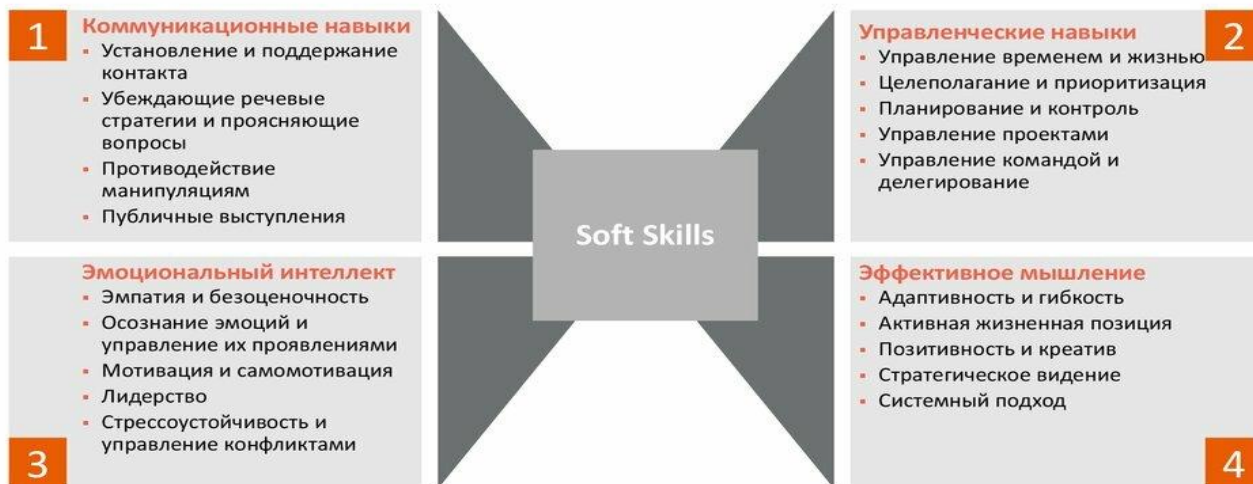 1
Коммуникационные навыки
▪ Установление и поддержание
контакта
▪ Убеждающие речевые
стратегии и проясняющие
вопросы
▪ Противодействие
манипуляциям
▪ Публичные выступления
2
Управленческие навыки
▪ Управление временем и жизнью
▪ Целеполагание и приоритизация
▪ Планирование и контроль
▪ Управление проектами
▪ Управление командой и
делегирование
Soft Skills
Эмоциональный интеллект
▪ Эмпатия и безоценочность
▪ Осознание эмоций и
управление их проявлениями
▪ Мотивация и самомотивация
▪ Лидерство
▪ Стрессоустойчивость и
управление конфликтами
3
Эффективное мышление
▪ Адаптивность и гибкость
▪ Активная жизненная позиция
▪ Позитивность и креатив
▪ Стратегическое видение
▪ Системный подход
4